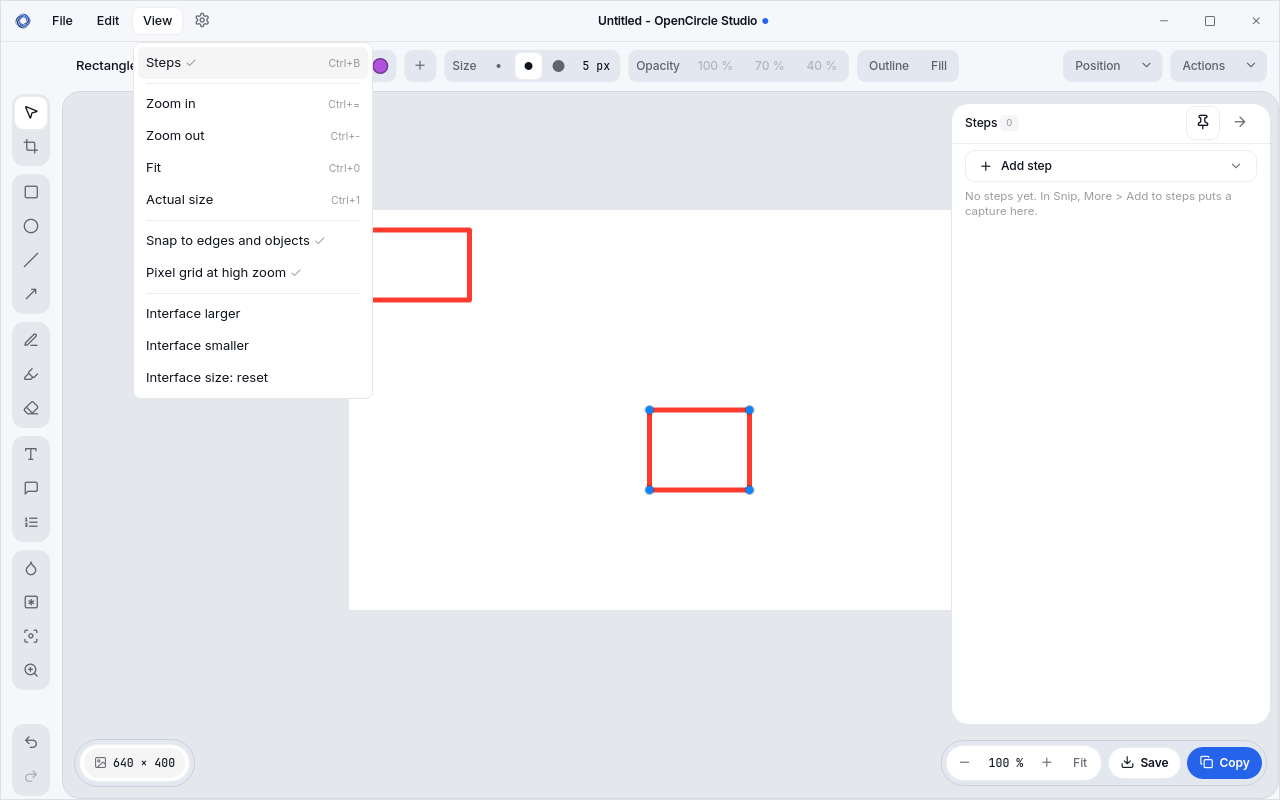 File Edit View
Untitled - OpenCircle Studio
Rectangle
Size 5 px
Opacity 100 % 70 % 40 %
Outline Fill
Position
Actions
Steps Ctrl+B
Zoom in Ctrl+=
Zoom out Ctrl+-
Fit Ctrl+0
Actual size Ctrl+1
Snap to edges and objects
Pixel grid at high zoom
Interface larger
Interface smaller
Interface size: reset
Steps 0
Add step
No steps yet. In Snip, More > Add to steps puts a
capture here.
640 × 400
100 % Fit
Save
Copy